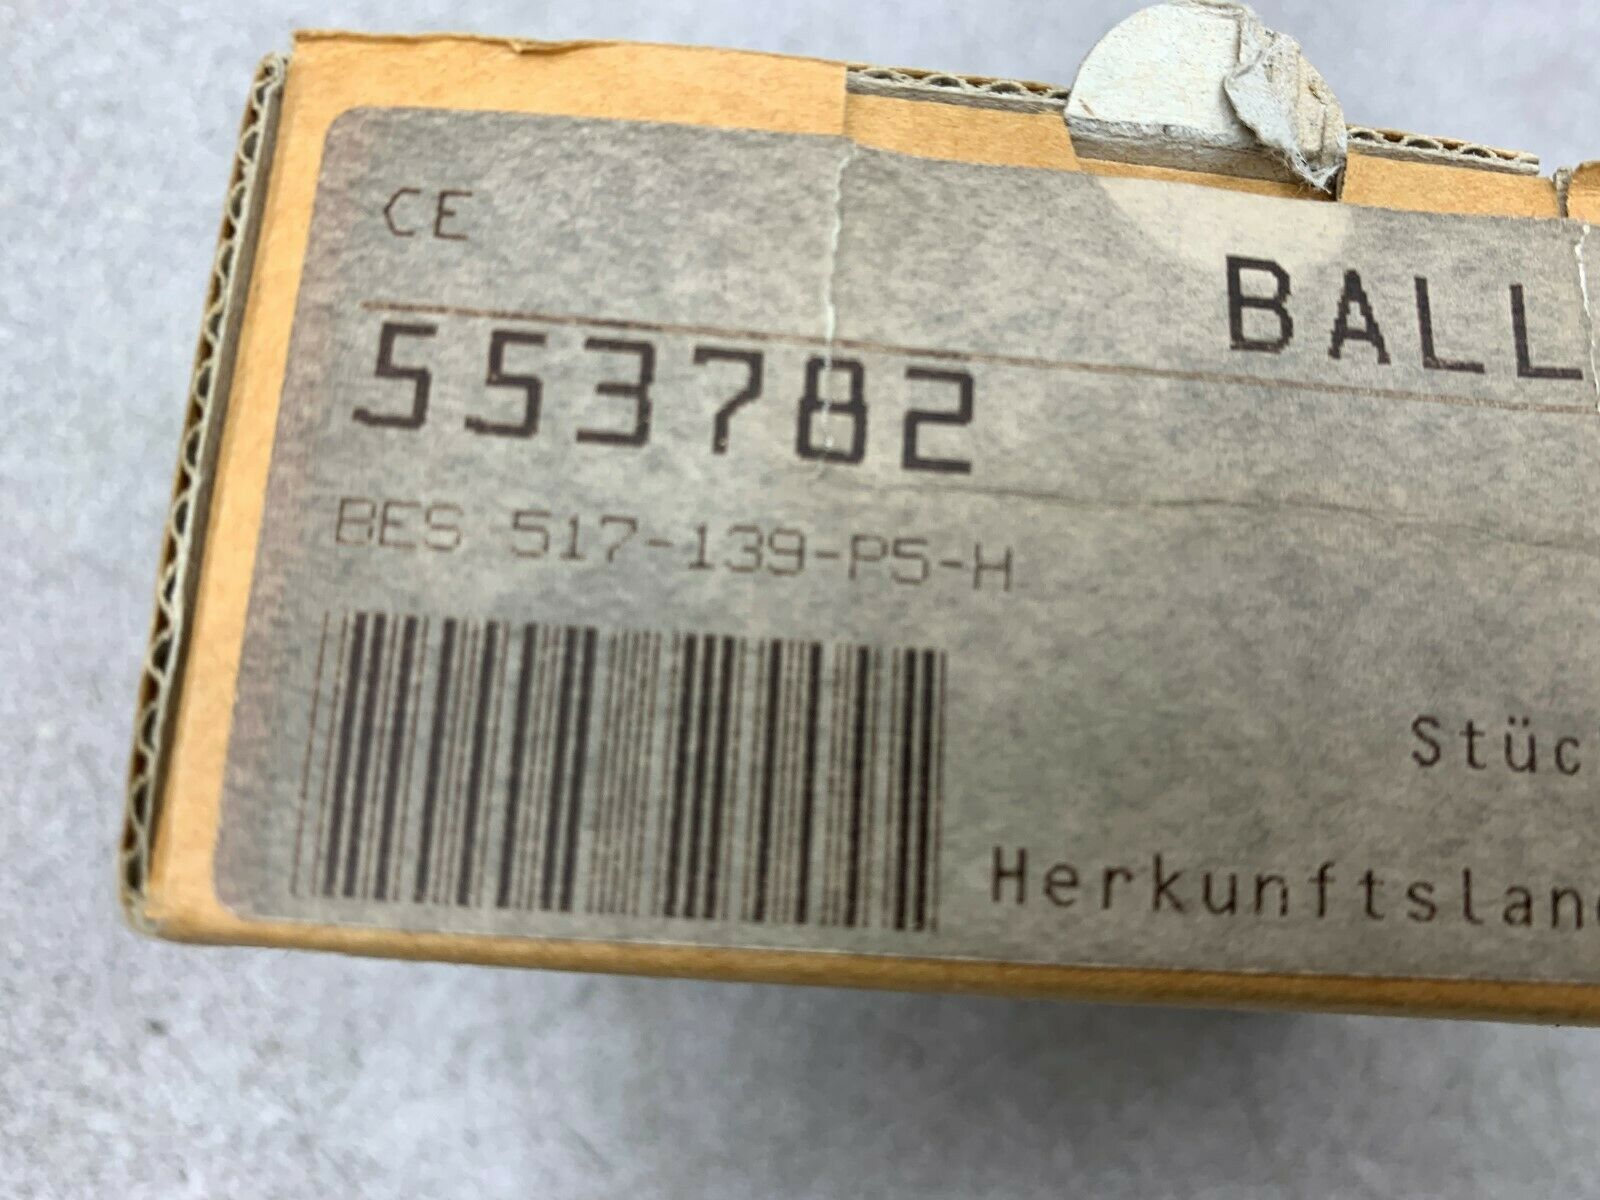 CE
BALL
553782
BES 517-139-P5-H
Stüc
Herkunftslan